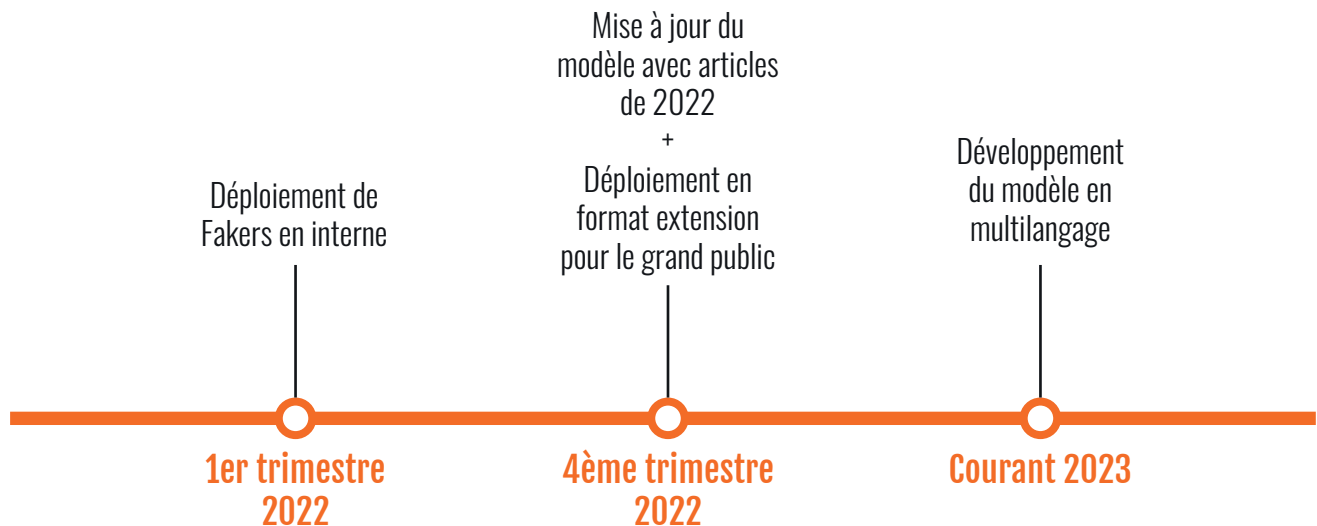 Déploiement de
Fakers en interne
1er trimestre
2022
Mise à jour du
modèle avec articles
de 2022
+
Déploiement en
format extension
pour le grand public
4ème trimestre
2022
Développement
du modèle en
multilangage
Courant 2023